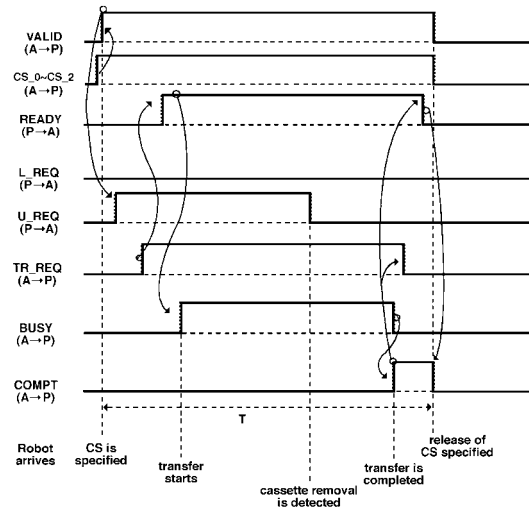 VALID
(A→P)
CS_0~CS_2
(A→P)
READY
(P→A)
L_REQ
(P→A)
U_REQ
(P→A)
TR_REQ
(A→P)
BUSY
(A→P)
COMPT
(A→P)
T
Robot
arrives
CS is
specified
transfer
starts
cassette removal
is detected
transfer is
completed
release of
CS specified